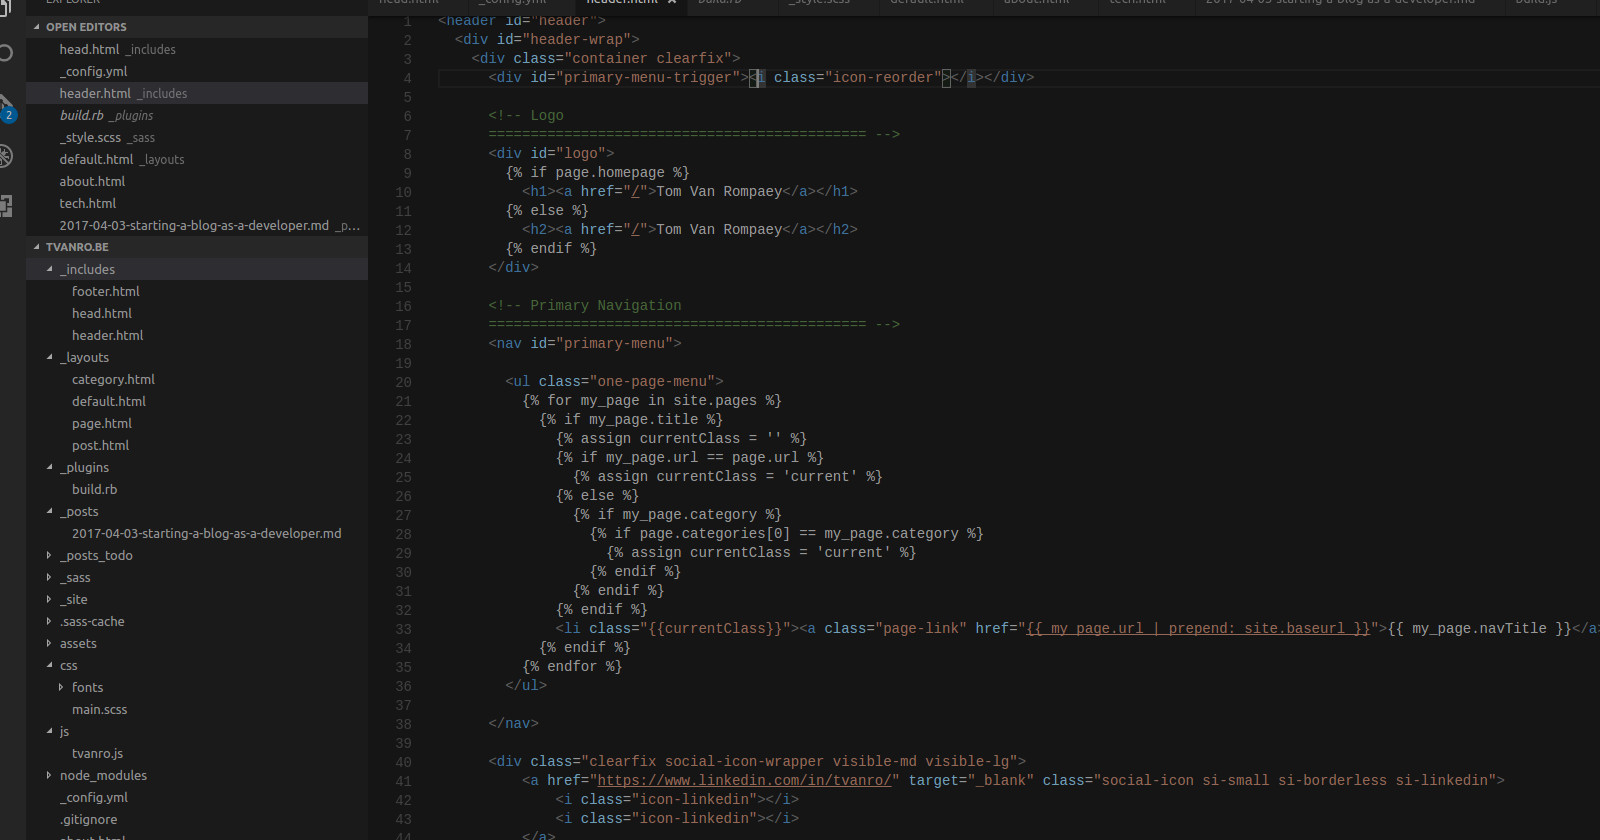 EXPLORER
OPEN EDITORS
head.html _includes
_config.yml
header.html _includes
build.rb _plugins
_style.scss _sass
default.html _layouts
about.html
tech.html
2017-04-03-starting-a-blog-as-a-developer.md _p...
2
TVANRO.BE
_includes
footer.html
head.html
header.html
_layouts
category.html
default.html
page.html
post.html
_plugins
build.rb
_posts
2017-04-03-starting-a-blog-as-a-developer.md
_posts_todo
_sass
_site
.sass-cache
assets
css
fonts
main.scss
js
tvanro.js
node_modules
_config.yml
.gitignore
about.html
head.html _config.yml header.html build.rb _style.scss default.html about.html tech.html 2017-04-03-starting-a-blog-as-a-developer.md build.js
1 <header id="header">
2 <div id="header-wrap">
3 <div class="container clearfix">
4 <div id="primary-menu-trigger"><i class="icon-reorder"></i></div>
5
6 <!-- Logo
7 ============================================= -->
8 <div id="logo">
9 {% if page.homepage %}
10 <h1><a href="/">Tom Van Rompaey</a></h1>
11 {% else %}
12 <h2><a href="/">Tom Van Rompaey</a></h2>
13 {% endif %}
14 </div>
15
16 <!-- Primary Navigation
17 ============================================= -->
18 <nav id="primary-menu">
19
20 <ul class="one-page-menu">
21 {% for my_page in site.pages %}
22 {% if my_page.title %}
23 {% assign currentClass = '' %}
24 {% if my_page.url == page.url %}
25 {% assign currentClass = 'current' %}
26 {% else %}
27 {% if my_page.category %}
28 {% if page.categories[0] == my_page.category %}
29 {% assign currentClass = 'current' %}
30 {% endif %}
31 {% endif %}
32 {% endif %}
33 <li class="{{currentClass}}"><a class="page-link" href="{{ my_page.url | prepend: site.baseurl }}">{{ my_page.navTitle }}</a>
34 {% endif %}
35 {% endfor %}
36 </ul>
37
38 </nav>
39
40 <div class="clearfix social-icon-wrapper visible-md visible-lg">
41 <a href="https://www.linkedin.com/in/tvanro/" target="_blank" class="social-icon si-small si-borderless si-linkedin">
42 <i class="icon-linkedin"></i>
43 <i class="icon-linkedin"></i>
44 </a>